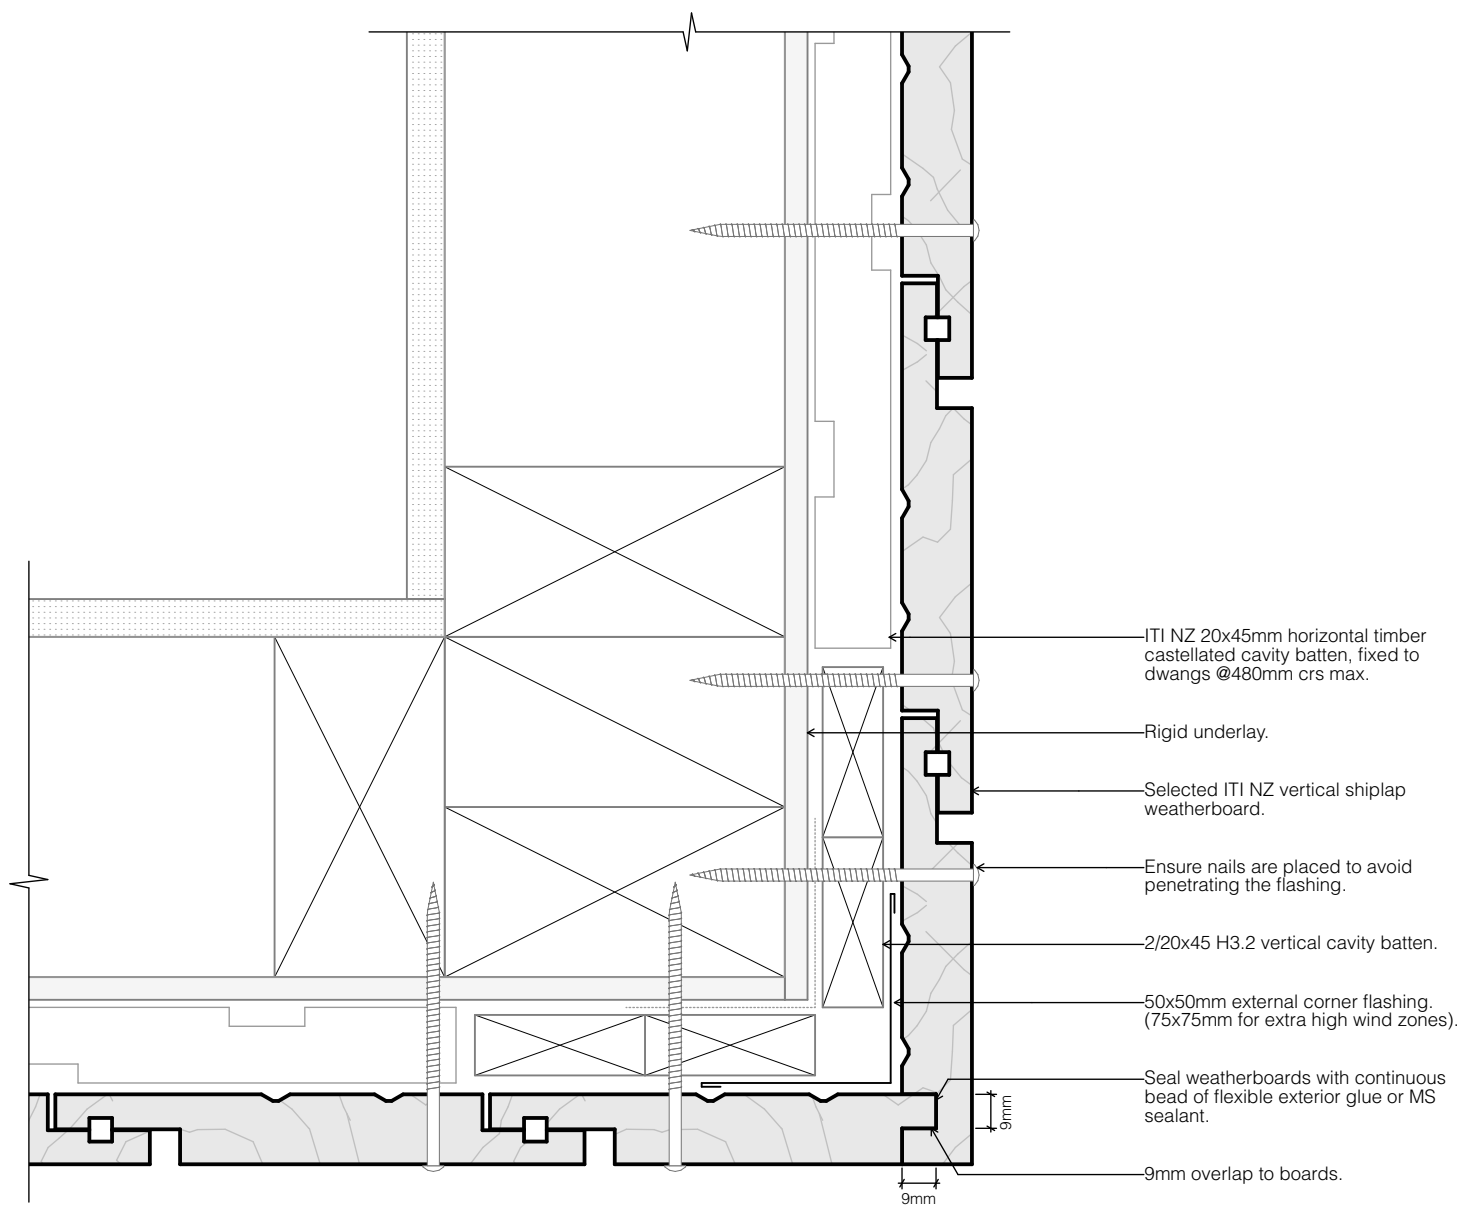 ITI NZ 20x45mm horizontal timber
castellated cavity batten, fixed to
dwangs @480mm crs max.
Rigid underlay.
Selected ITI NZ vertical shiplap
weatherboard.
Ensure nails are placed to avoid
penetrating the flashing.
2/20x45 H3.2 vertical cavity batten.
50x50mm external corner flashing.
(75x75mm for extra high wind zones).
Seal weatherboards with continuous
bead of flexible exterior glue or MS
sealant.
9mm
9mm overlap to boards.
9mm